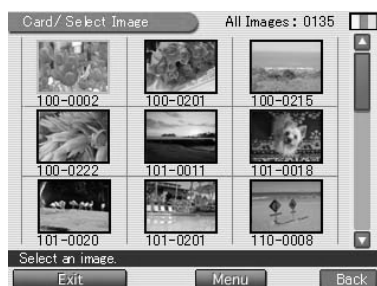 Card/Select Image All Images: 0135
100-0002 100-0201 100-0215
100-0222 101-0011 101-0018
101-0020 101-0201 110-0008
Select an image.
Exit Menu Back